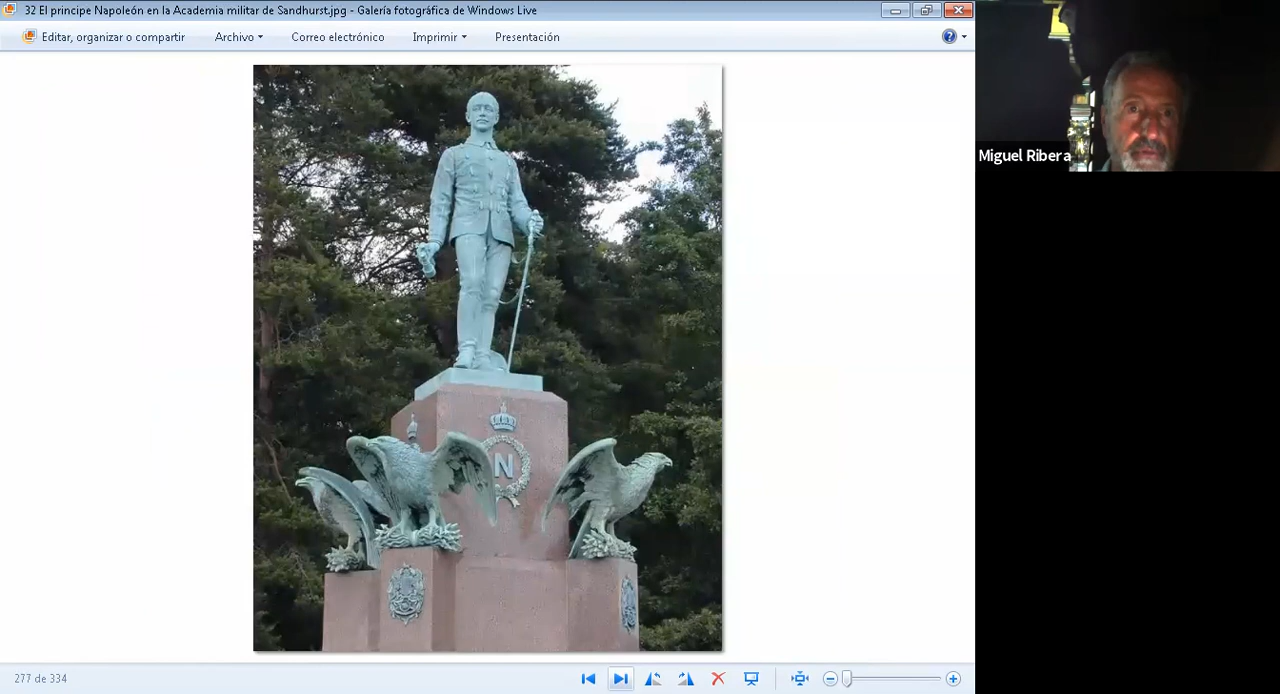 32 El principe Napoleón en la Academia militar de Sandhurst.jpg - Galería fotográfica de Windows Live
Editar, organizar o compartir
Archivo
Correo electrónico
Imprimir
Presentación
?
Miguel Ribera
N
277 de 334